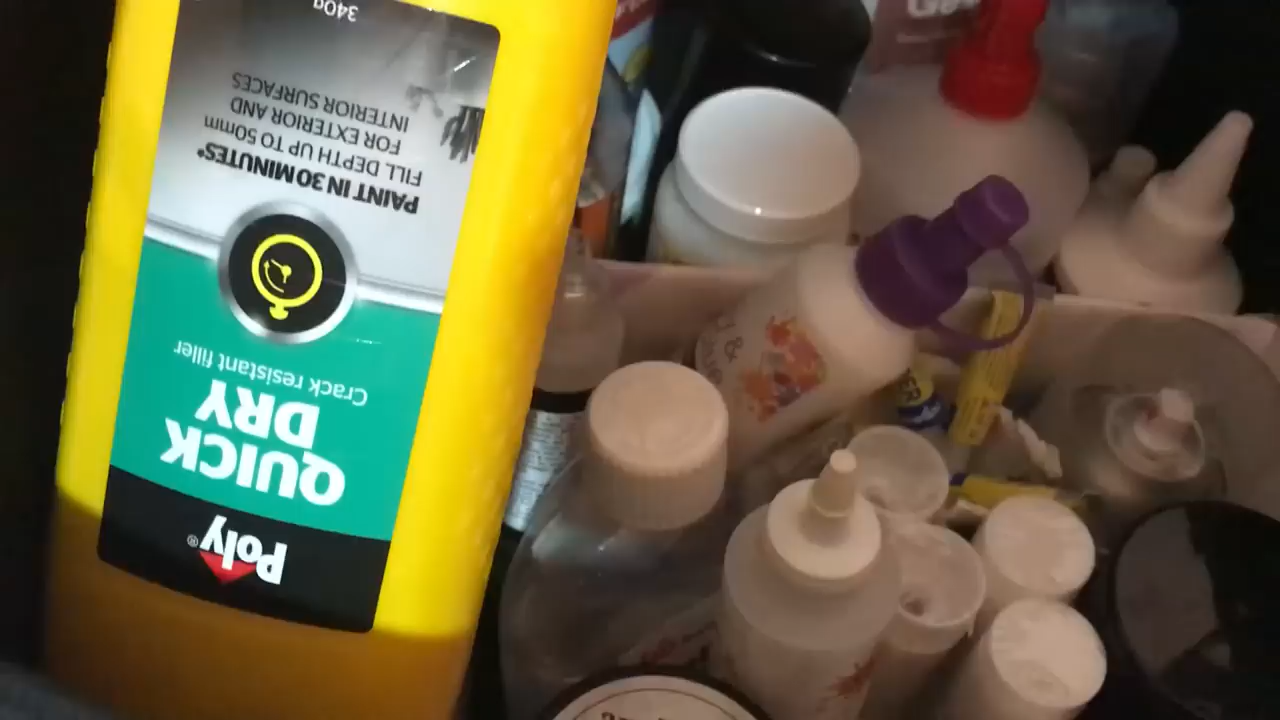 Poly®
QUICK
DRY
Crack resistant filler
PAINT IN 30 MINUTES*
FILL DEPTH UP TO 50mm
FOR EXTERIOR AND
INTERIOR SURFACES
340g
&